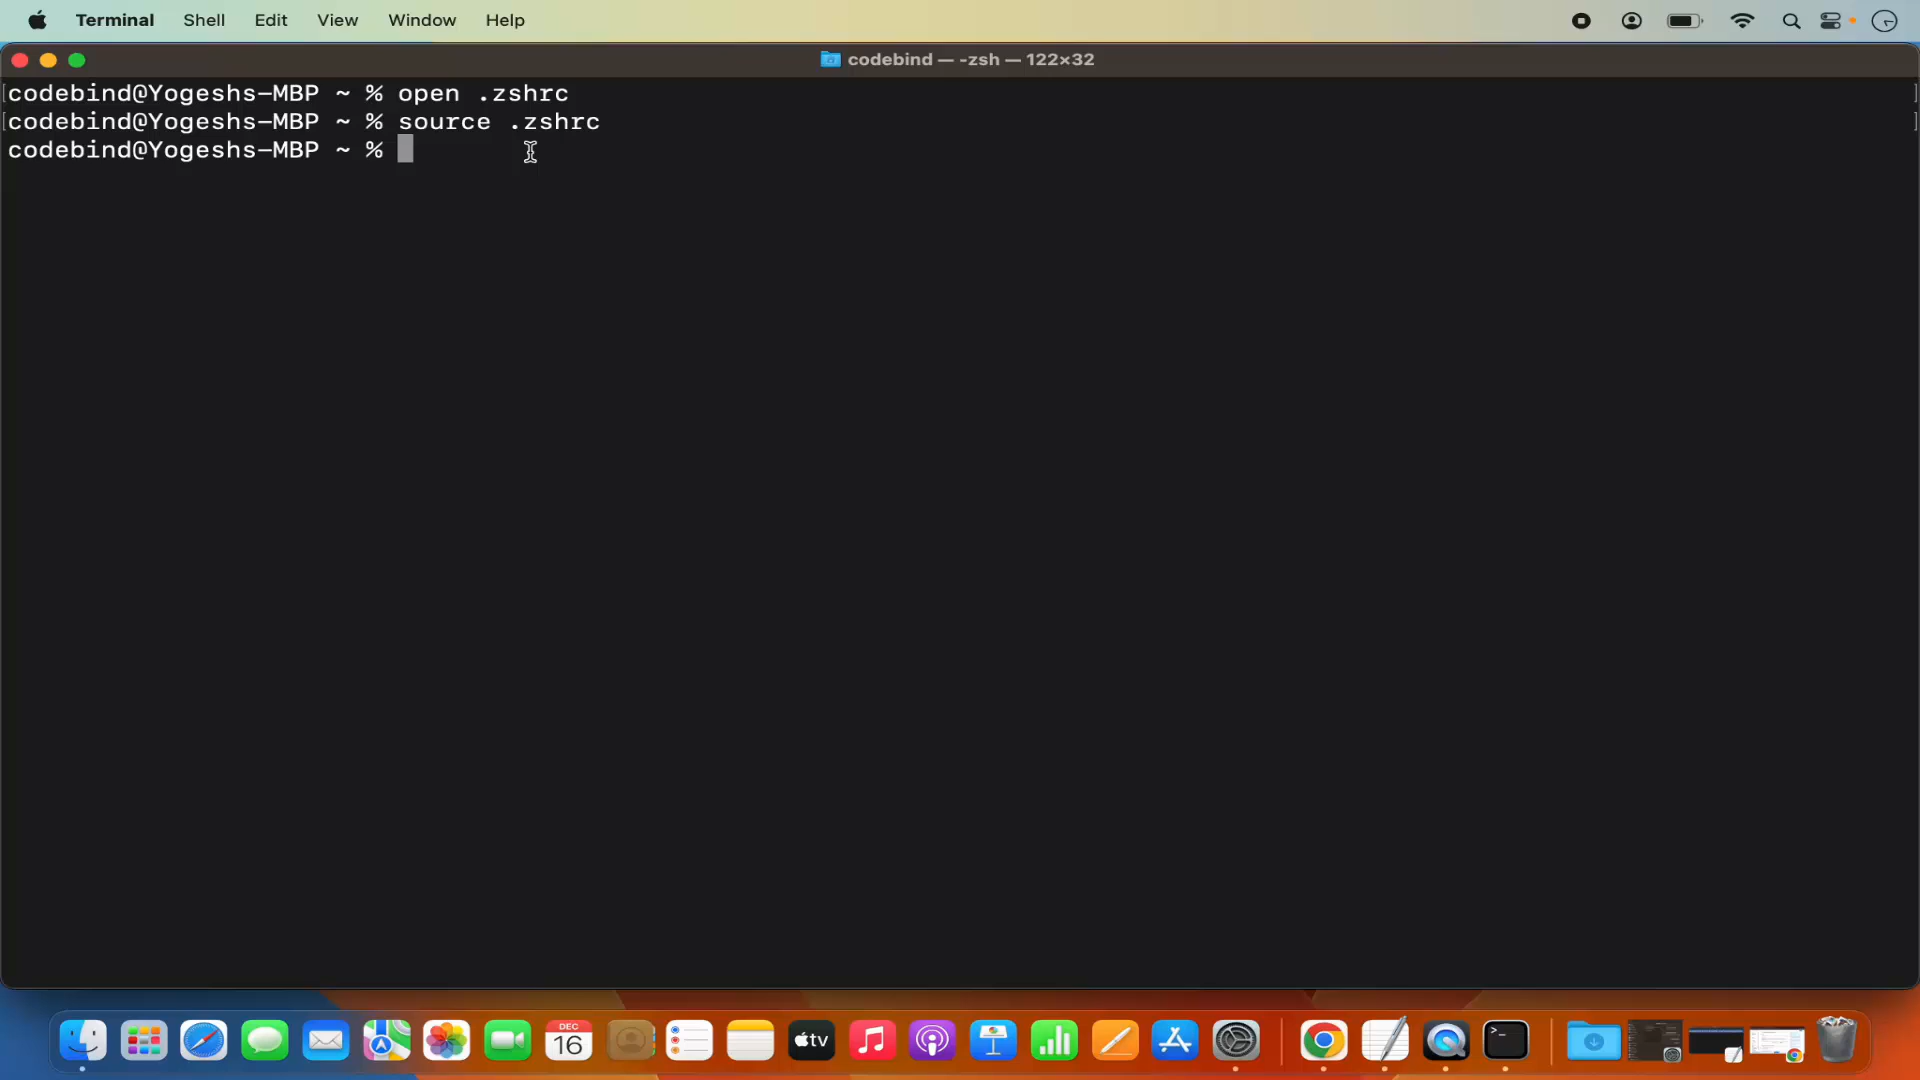 Terminal Shell Edit View Window Help
codebind — -zsh — 122×32
codebind@Yogeshs-MBP ~ % open .zshrc
codebind@Yogeshs-MBP ~ % source .zshrc
codebind@Yogeshs-MBP ~ %
DEC
16
tv
>_